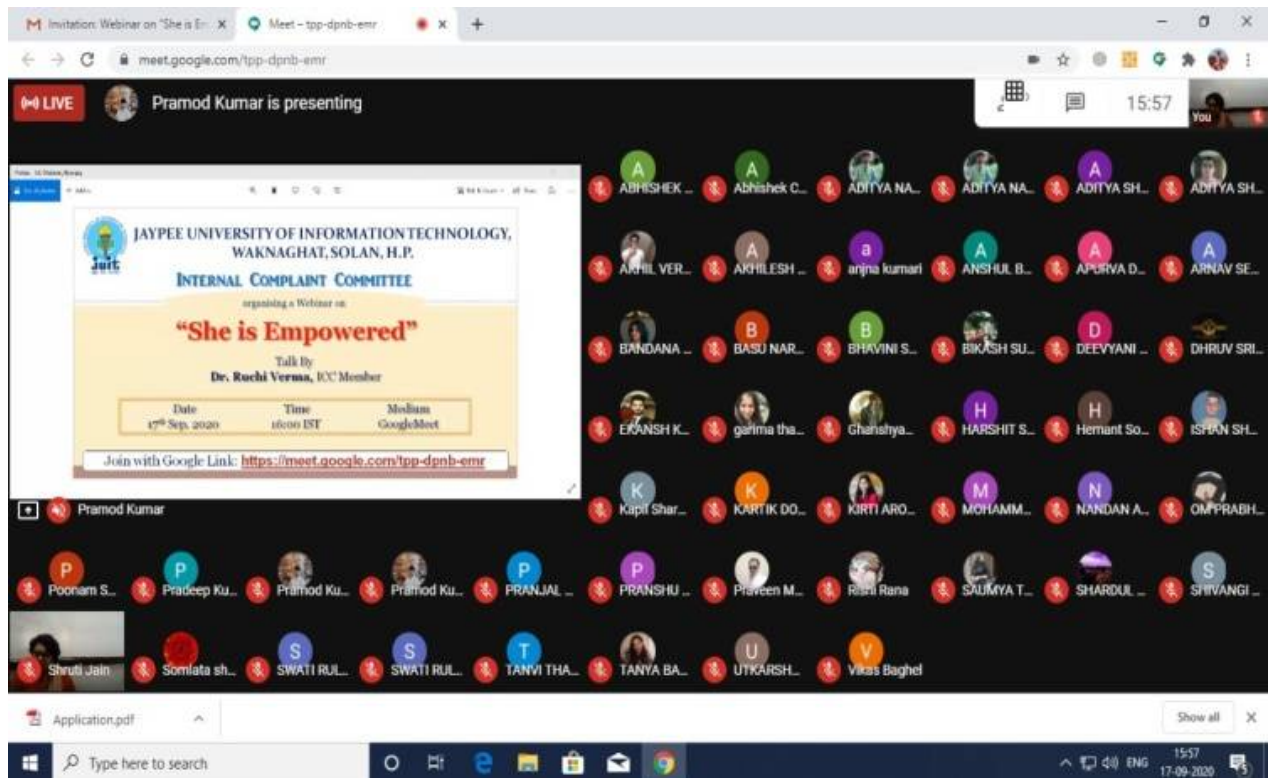 Invitation: Webinar on "She is Er
Meet – tpp-dpnb-emr
meet.google.com/tpp-dpnb-emr
LIVE
Pramod Kumar is presenting
15:57
You
juit
JAYPEE UNIVERSITY OF INFORMATION TECHNOLOGY,
WAKNAGHAT, SOLAN, H.P.
INTERNAL COMPLAINT COMMITTEE
organising a Webinar on
“She is Empowered”
Talk By
Dr. Ruchi Verma, ICC Member
Date Time Medium
17th Sep, 2020 16:00 IST GoogleMeet
Join with Google Link: https://meet.google.com/tpp-dpnb-emr
Pramod Kumar
A A A
ABHISHEK ... Abhishek C... ADITYA NA... ADITYA NA... ADITYA SH... ADITYA SH...
A a A A A
AKHIL VER... AKHILESH ... anjna kumari ANSHUL B... APURVA D... ARNAV SE...
B B D
BANDANA ... BASU NAR... BHAVINI S... BIKASH SU... DEEVYANI ... DHRUV SRI...
H H
EKANSH K... garima tha... Ghanshya... HARSHIT S... Hemant So... ISHAN SH...
K K M N
Kapil Shar... KARTIK DO... KIRTI ARO... MOHAMM... NANDAN A... OM PRABH...
P P P P S
Poonam S... Pradeep Ku... Pramod Ku... Pramod Ku... PRANJAL ... PRANSHU ... Praveen M... Rishi Rana SAUMYA T... SHARDUL ... SHIVANGI ...
S S T U V
Shruti Jain Somlata sh... SWATI RUL... SWATI RUL... TANVI THA... TANYA BA... UTKARSH... Vikas Baghel
Application.pdf
Show all
Type here to search
ENG
15:57
17-09-2020